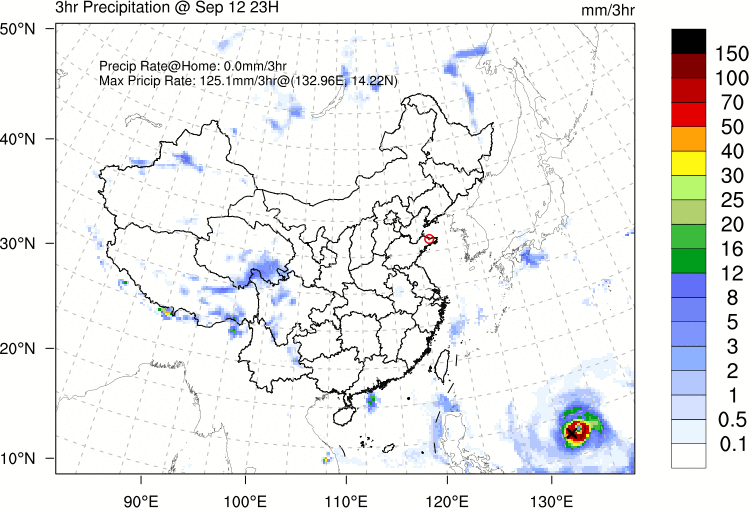 3hr Precipitation @ Sep 12 23H
mm/3hr
Precip Rate@Home: 0.0mm/3hr
Max Pricip Rate: 125.1mm/3hr@(132.96E, 14.22N)
50°N
40°N
30°N
20°N
10°N
90°E
100°E
110°E
120°E
130°E
150
100
70
50
40
30
25
20
16
12
8
5
3
2
1
0.5
0.1